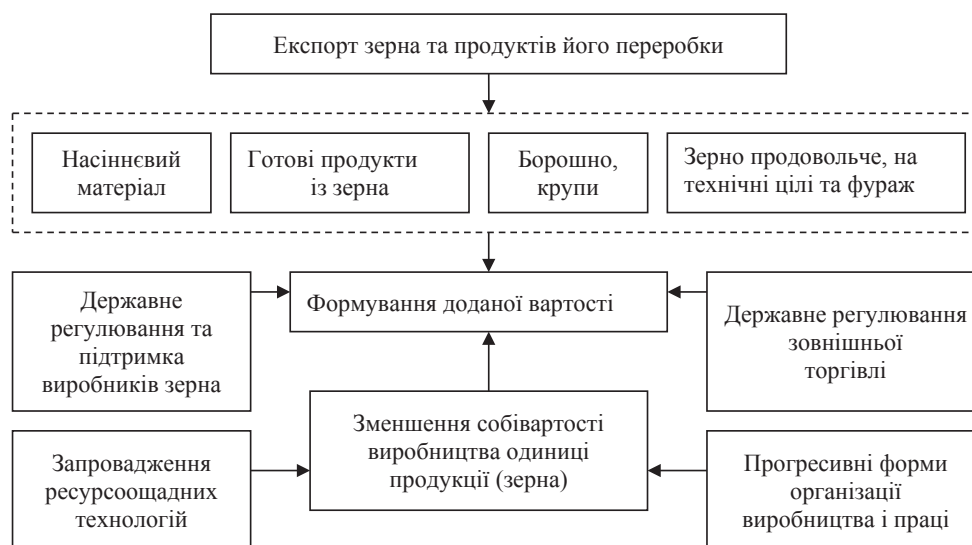 Експорт зерна та продуктів його переробки
Насіннєвий
матеріал
Готові продукти
із зерна
Борошно,
крупи
Зерно продовольче, на
технічні цілі та фураж
Державне
регулювання та
підтримка
виробників зерна
Формування доданої вартості
Державне регулювання
зовнішньої
торгівлі
Запровадження
ресурсоощадних
технологій
Зменшення собівартості
виробництва одиниці
продукції (зерна)
Прогресивні форми
організації
виробництва і праці